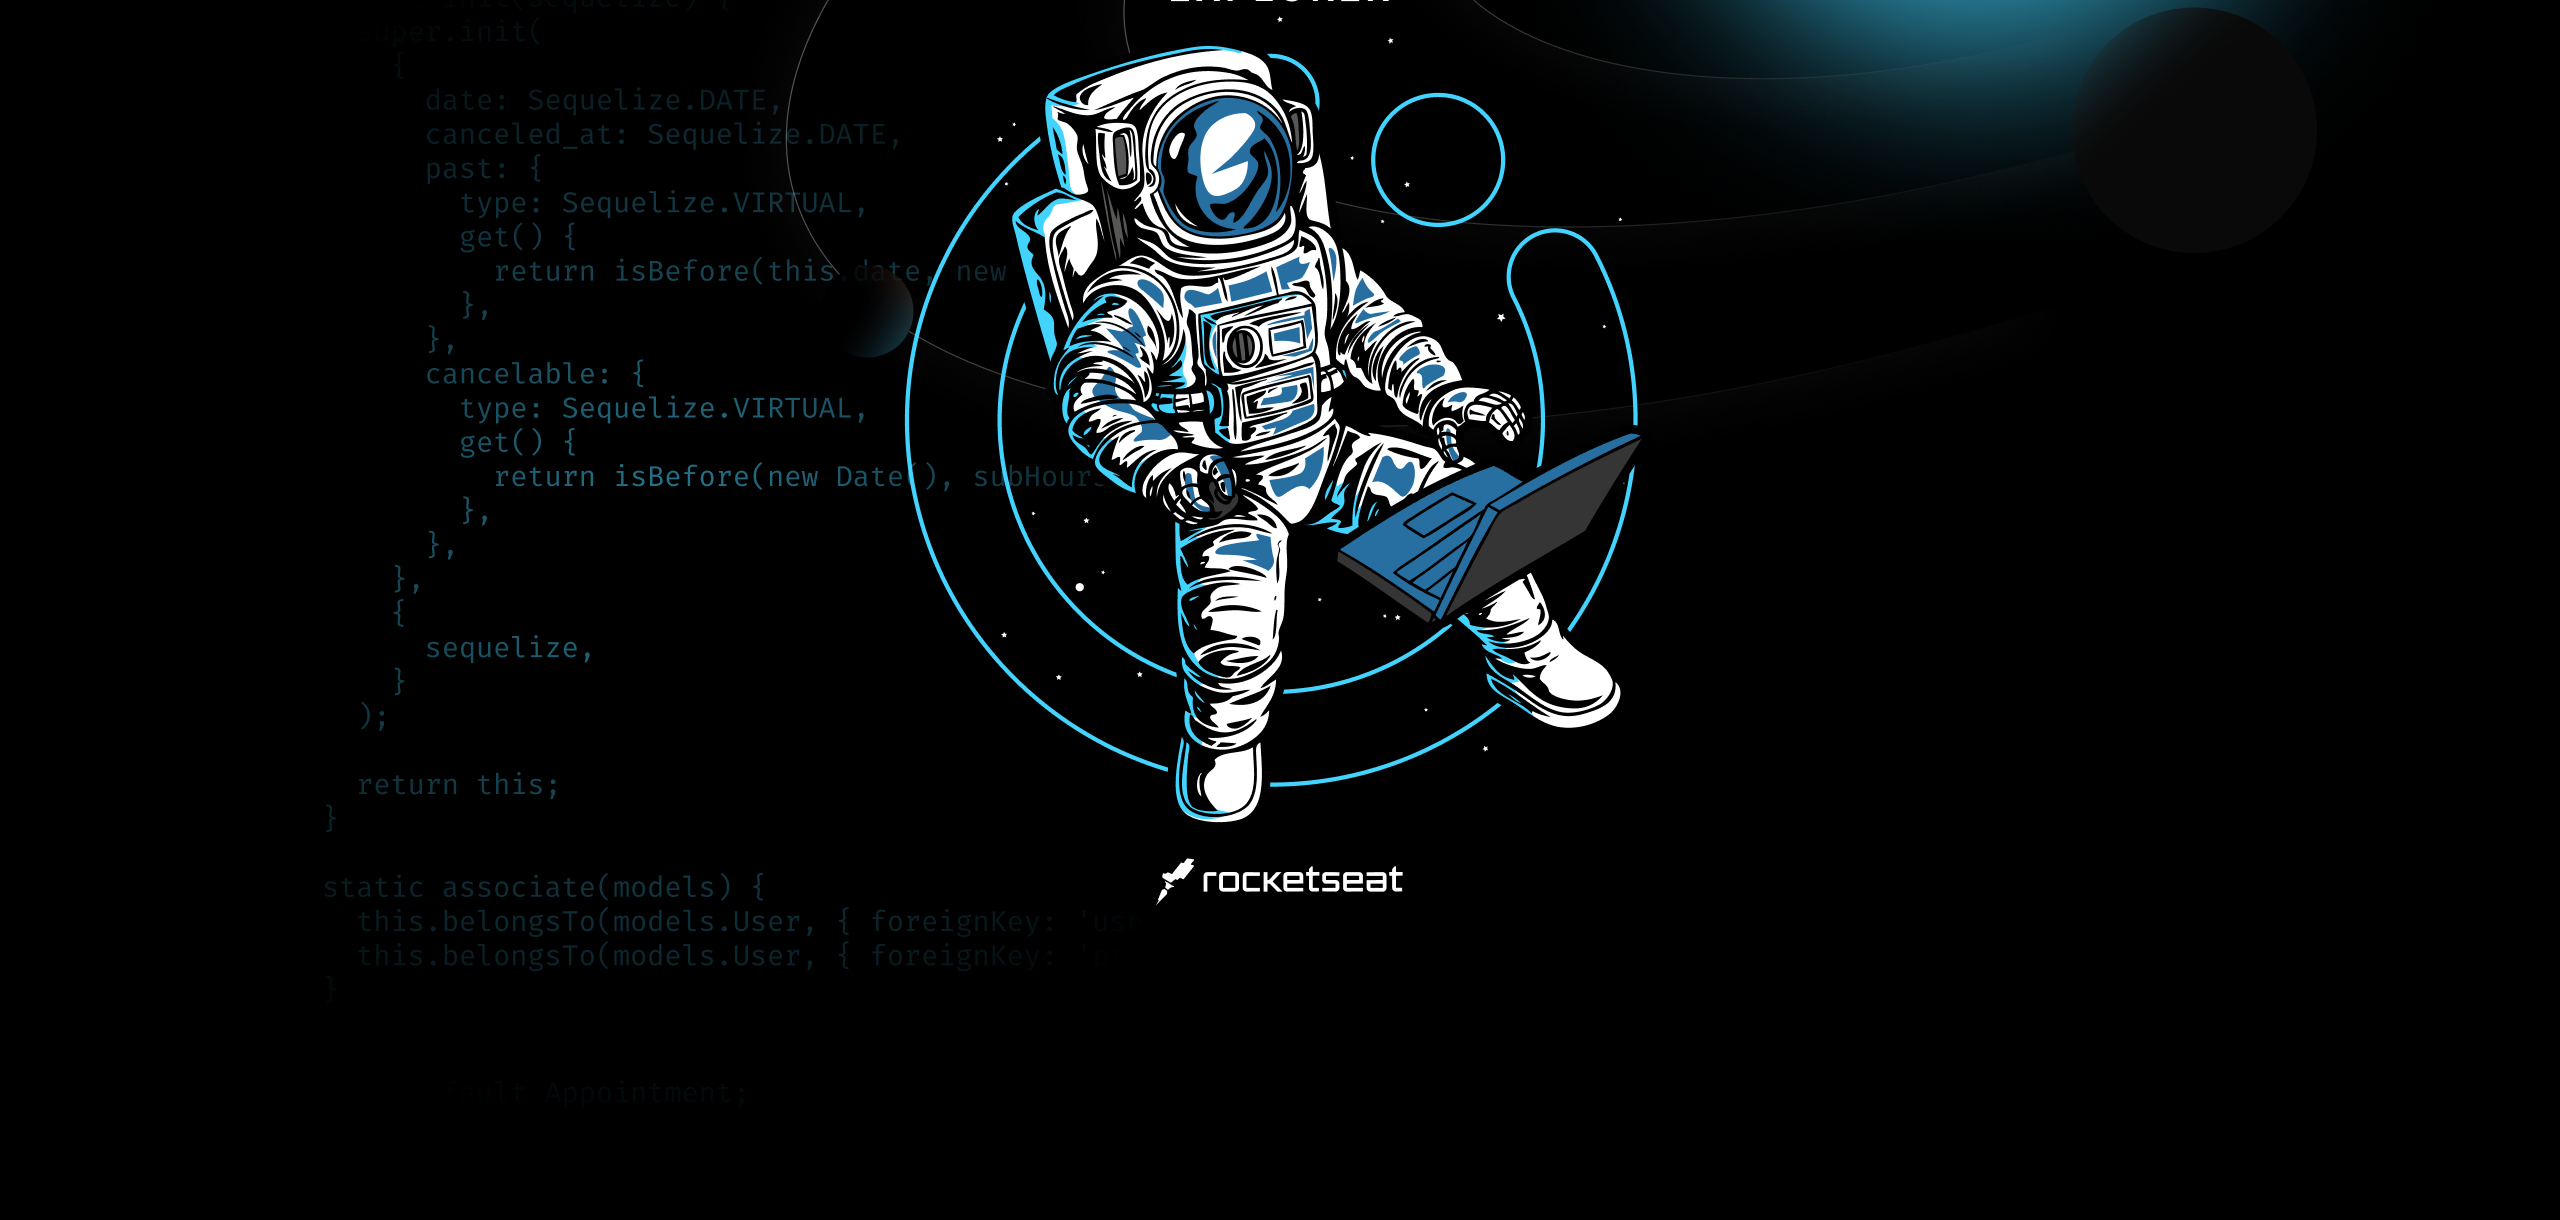 init(sequelize) {
super.init(
{
date: Sequelize.DATE,
canceled_at: Sequelize.DATE,
past: {
type: Sequelize.VIRTUAL,
get() {
return isBefore(this.date, new
},
},
cancelable: {
type: Sequelize.VIRTUAL,
get() {
return isBefore(new Date(), subHours
},
},
},
{
sequelize,
}
);
return this;
}
static associate(models) {
this.belongsTo(models.User, { foreignKey: '
this.belongsTo(models.User, { foreignKey: '
}
Appointment;
rocketseat